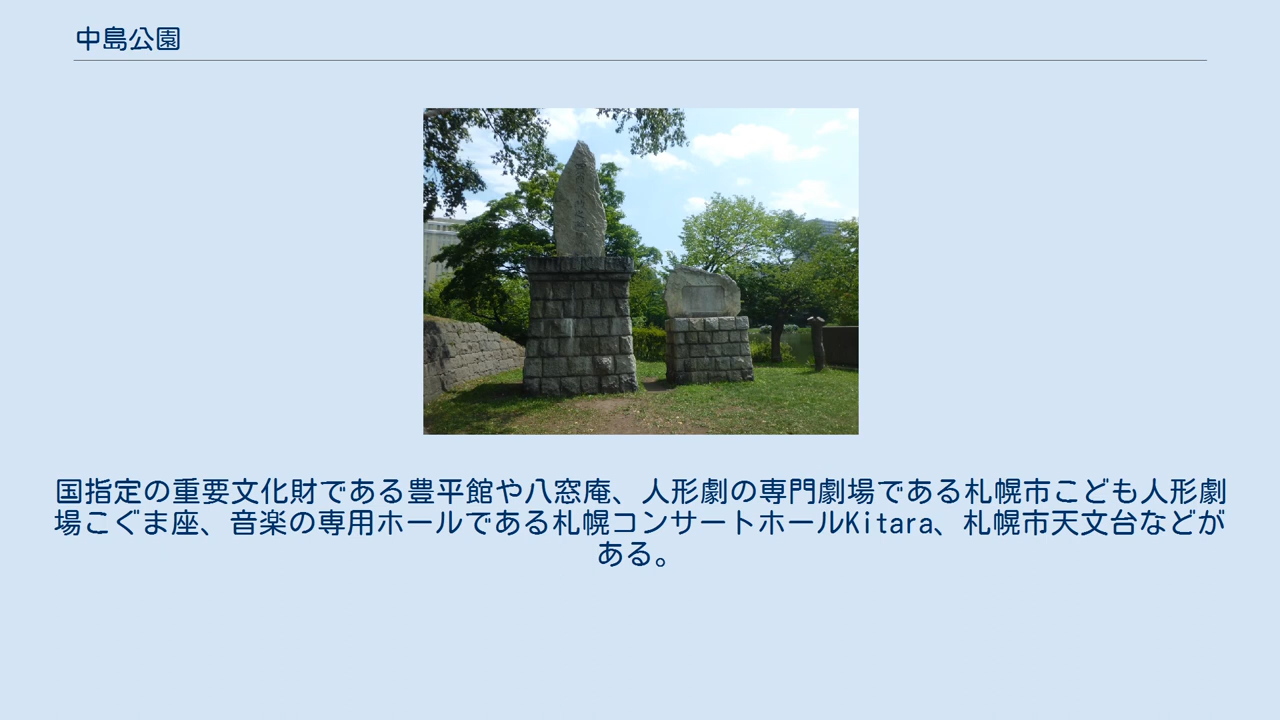 中島公園
国指定の重要文化財である豊平館や八窓庵、人形劇の専門劇場である札幌市こども人形劇
場こぐま座、音楽の専用ホールである札幌コンサートホールKitara、札幌市天文台などが
ある。